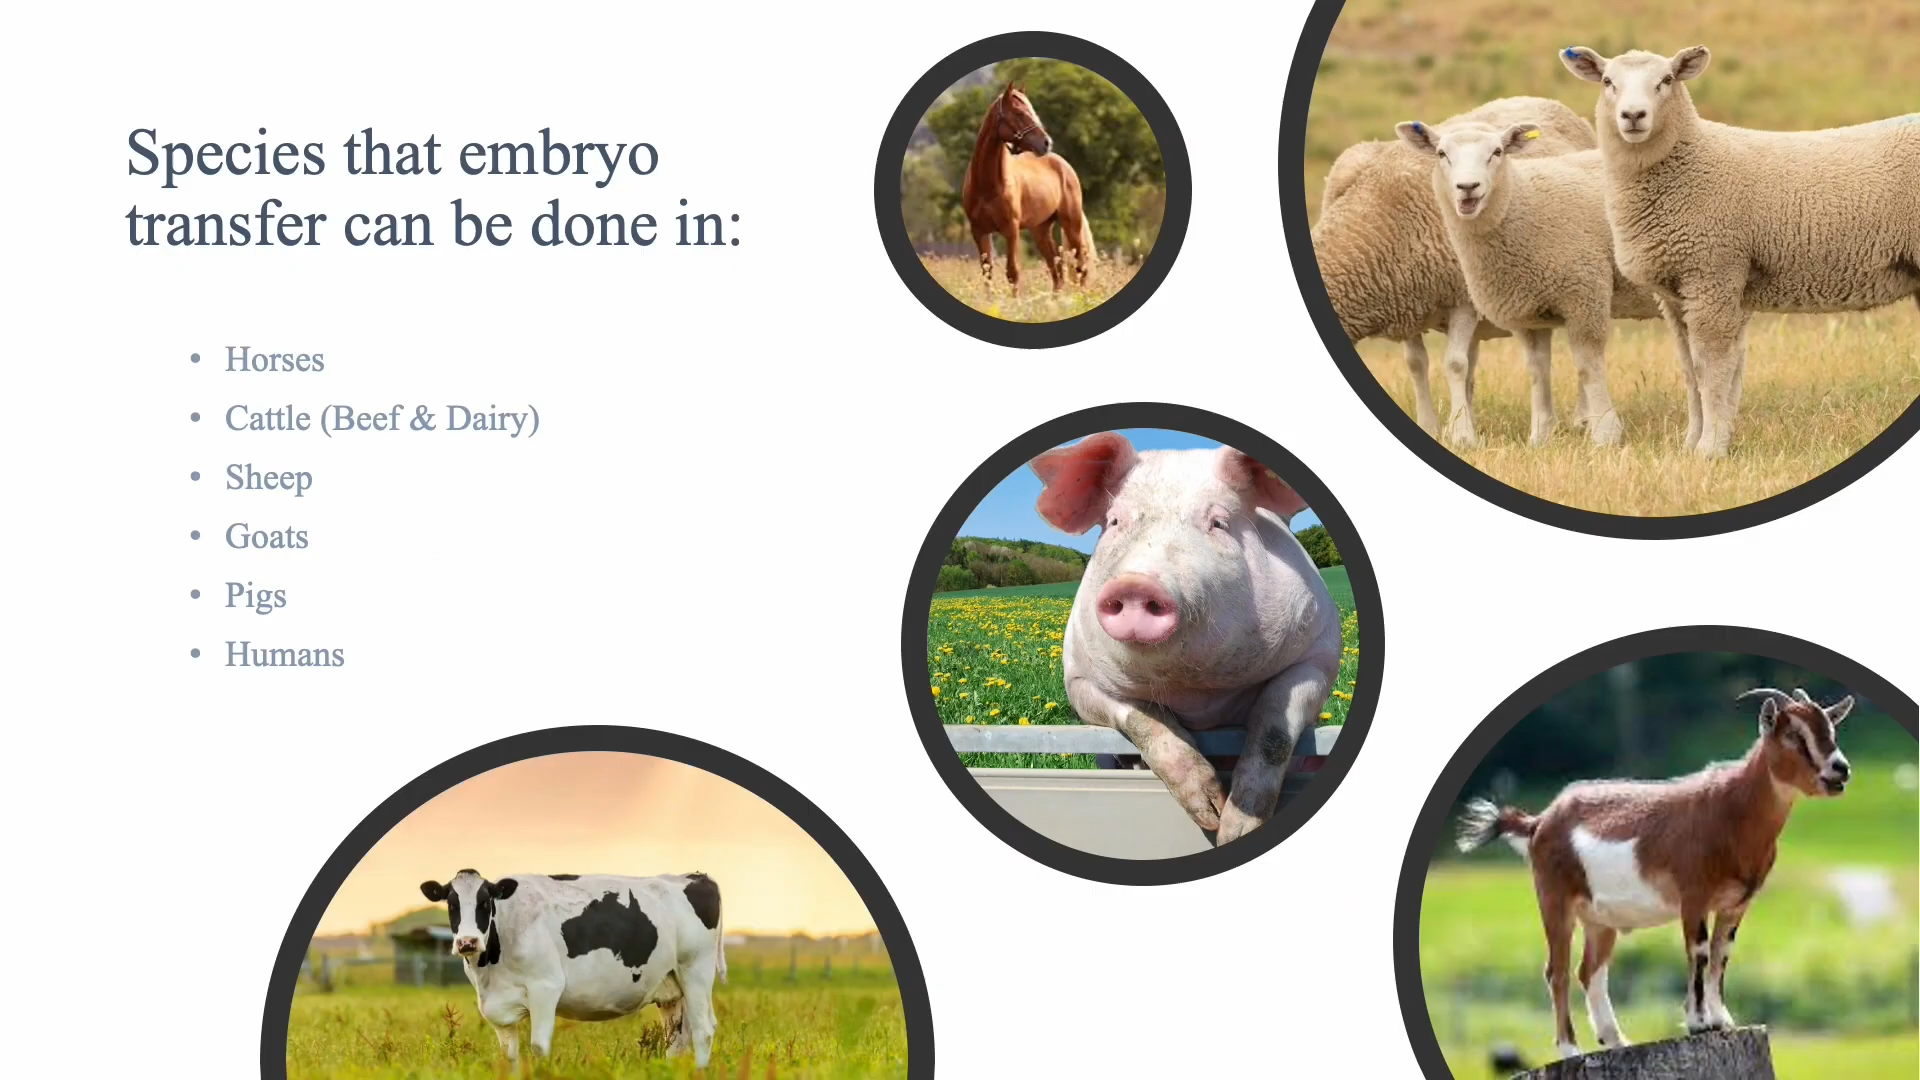 Species that embryo
transfer can be done in:
• Horses
• Cattle (Beef & Dairy)
• Sheep
• Goats
• Pigs
• Humans